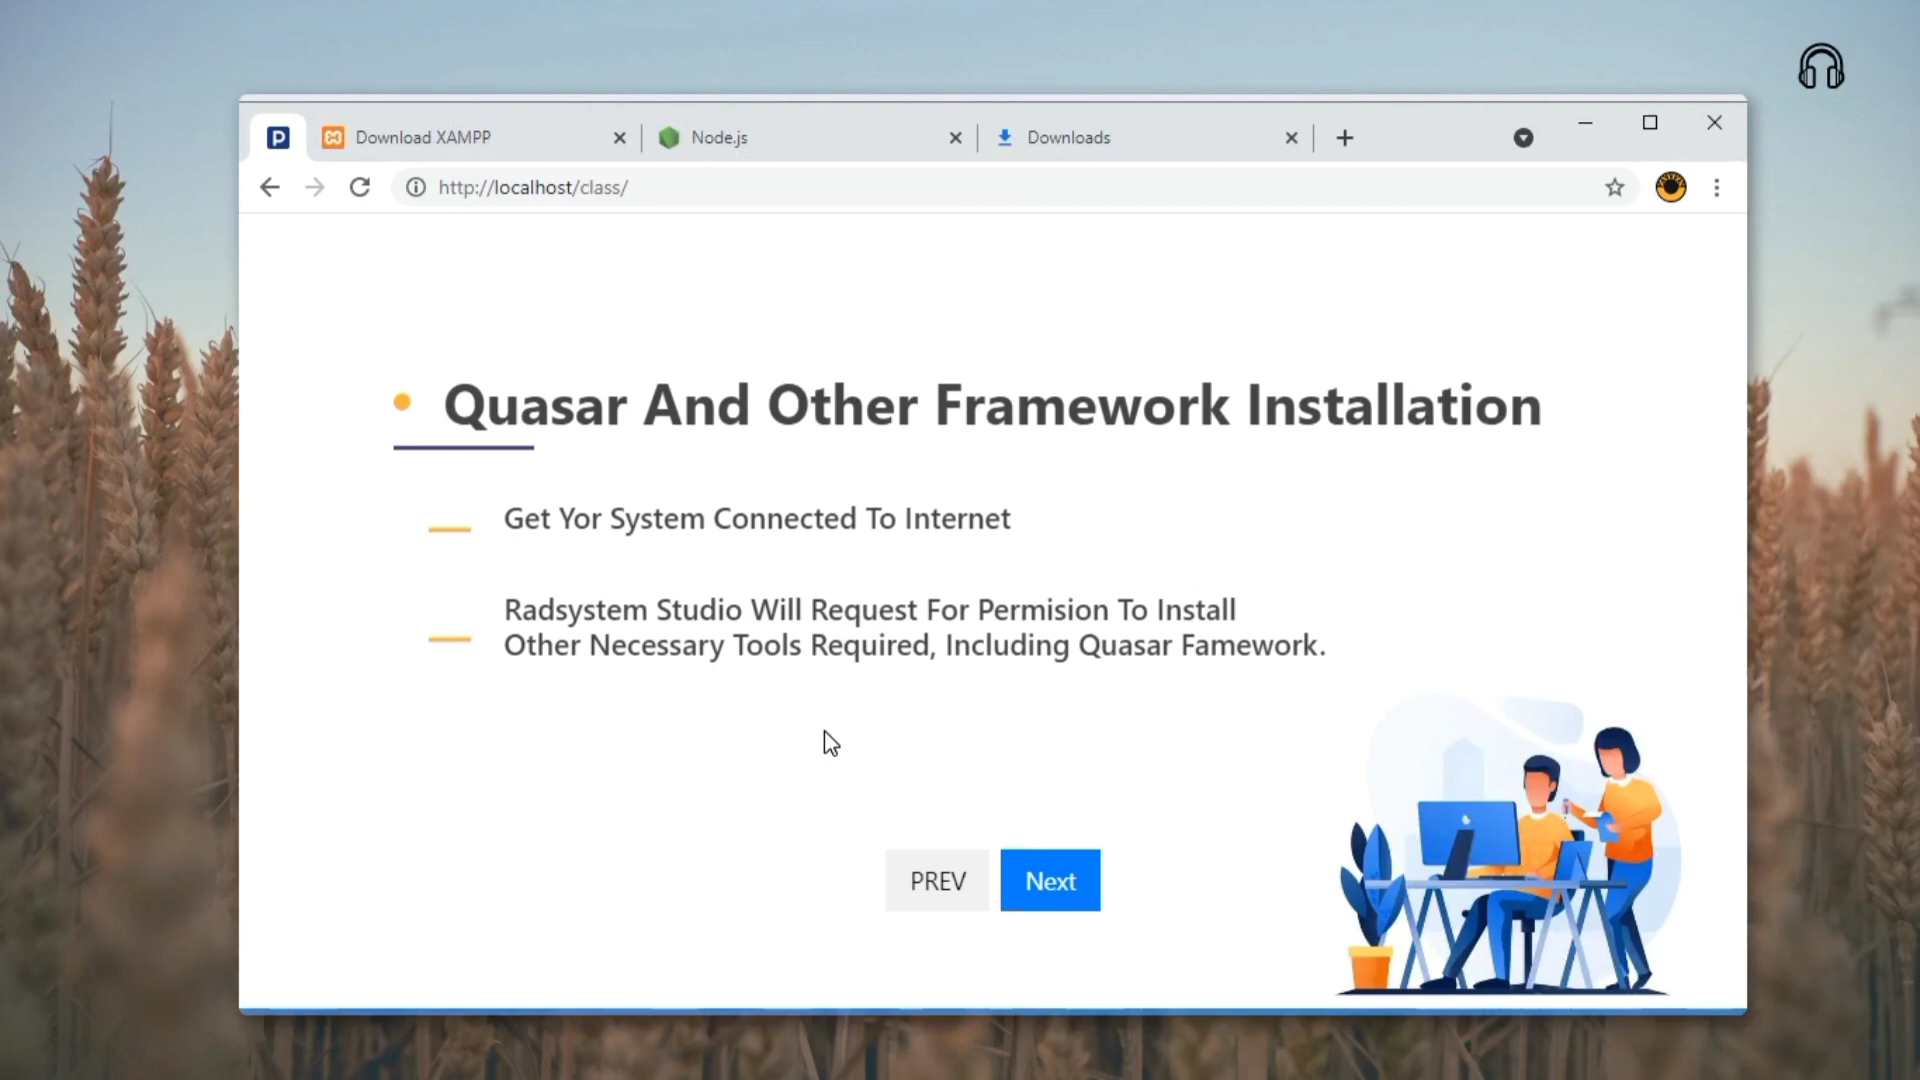 P
Download XAMPP
Node.js
Downloads
http://localhost/class/
Quasar And Other Framework Installation
Get Yor System Connected To Internet
Radsystem Studio Will Request For Permision To Install
Other Necessary Tools Required, Including Quasar Famework.
PREV
Next